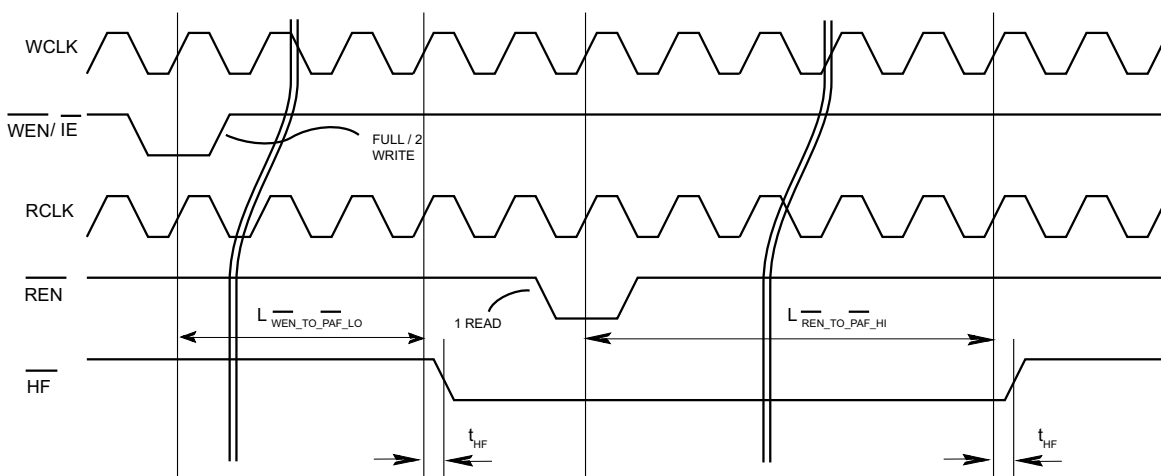 WCLK
WEN/ IE
FULL / 2
WRITE
RCLK
REN
1 READ
L WEN_TO_PAF_LO
L REN_TO_PAF_HI
HF
tHF
tHF